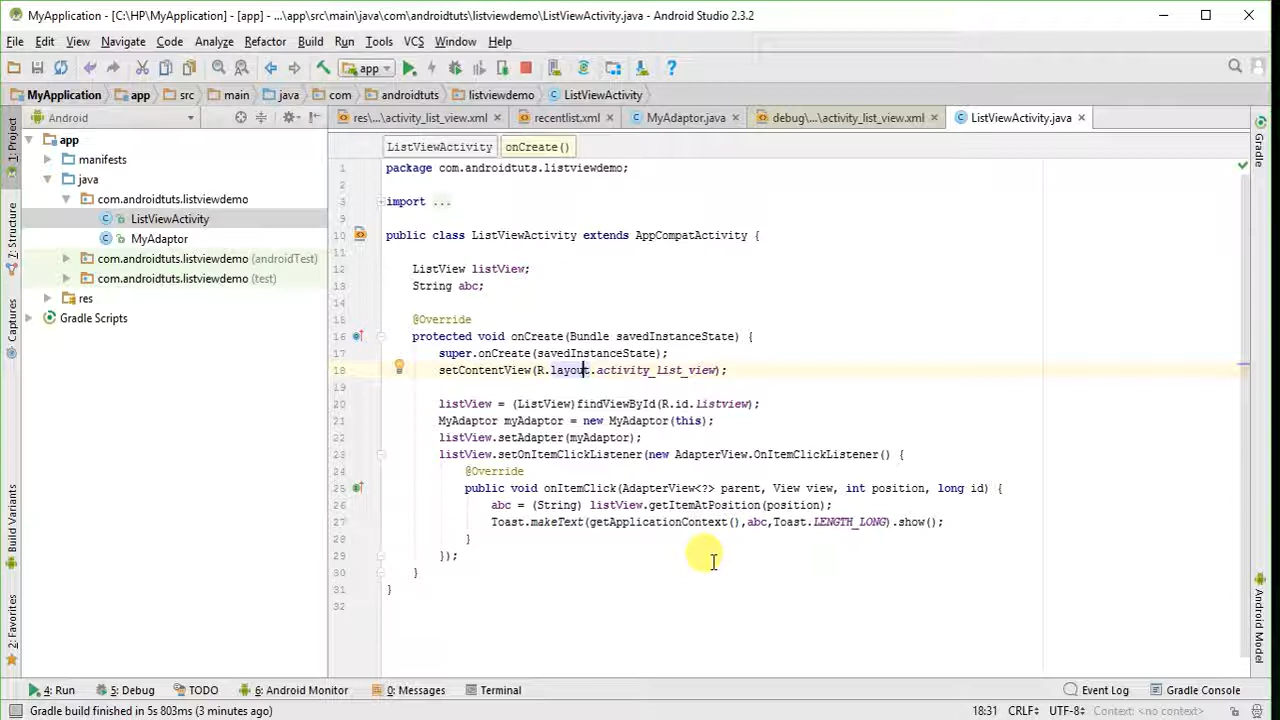 MyApplication - [C:\HP\MyApplication] - [app] - ...\app\src\main\java\com\androidtuts\listviewdemo\ListViewActivity.java - Android Studio 2.3.2
File Edit View Navigate Code Analyze Refactor Build Run Tools VCS Window Help
app
MyApplication app src main java com androidtuts listviewdemo ListViewActivity
Android
res\...\activity_list_view.xml recentlist.xml MyAdaptor.java debug\...\activity_list_view.xml ListViewActivity.java
1: Project
7: Structure
Captures
Build Variants
2: Favorites
app
manifests
java
com.androidtuts.listviewdemo
ListViewActivity
MyAdaptor
com.androidtuts.listviewdemo (androidTest)
com.androidtuts.listviewdemo (test)
res
Gradle Scripts
ListViewActivity onCreate()
1 package com.androidtuts.listviewdemo;
2
3 import ...
9
10 public class ListViewActivity extends AppCompatActivity {
11
12 ListView listView;
13 String abc;
14
15 @Override
16 protected void onCreate(Bundle savedInstanceState) {
17 super.onCreate(savedInstanceState);
18 setContentView(R.layout.activity_list_view);
19
20 listView = (ListView)findViewById(R.id.listview);
21 MyAdaptor myAdaptor = new MyAdaptor(this);
22 listView.setAdapter(myAdaptor);
23 listView.setOnItemClickListener(new AdapterView.OnItemClickListener() {
24 @Override
25 public void onItemClick(AdapterView<?> parent, View view, int position, long id) {
26 abc = (String) listView.getItemAtPosition(position);
27 Toast.makeText(getApplicationContext(),abc,Toast.LENGTH_LONG).show();
28 }
29 });
30 }
31 }
32
Gradle
Android Model
4: Run 5: Debug TODO 6: Android Monitor 0: Messages Terminal Event Log Gradle Console
Gradle build finished in 5s 803ms (3 minutes ago) 18:31 CRLF÷ UTF-8÷ Context: <no context>